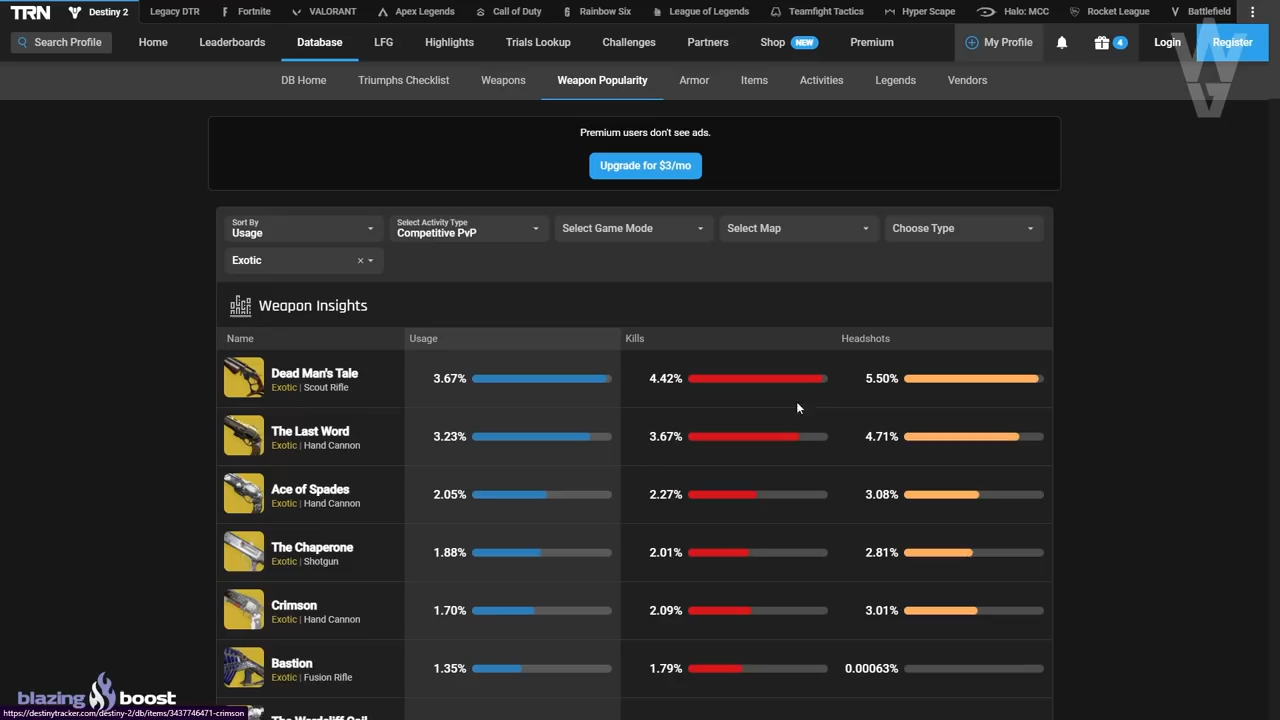 TRN Destiny 2 Legacy DTR Fortnite VALORANT Apex Legends Call of Duty Rainbow Six League of Legends Teamfight Tactics Hyper Scape Halo: MCC Rocket League Battlefield
Search Profile Home Leaderboards Database LFG Highlights Trials Lookup Challenges Partners Shop NEW Premium My Profile 4 Login Register
DB Home Triumphs Checklist Weapons Weapon Popularity Armor Items Activities Legends Vendors
WG
Premium users don't see ads.
Upgrade for $3/mo
Sort By
Usage
Select Activity Type
Competitive PvP
Select Game Mode
Select Map
Choose Type
Exotic ×
Weapon Insights
Name Usage Kills Headshots
Dead Man's Tale
Exotic | Scout Rifle
3.67% 4.42% 5.50%
The Last Word
Exotic | Hand Cannon
3.23% 3.67% 4.71%
Ace of Spades
Exotic | Hand Cannon
2.05% 2.27% 3.08%
The Chaperone
Exotic | Shotgun
1.88% 2.01% 2.81%
Crimson
Exotic | Hand Cannon
1.70% 2.09% 3.01%
Bastion
Exotic | Fusion Rifle
1.35% 1.79% 0.00063%
The Wardcliff Coil
blazing boost
https://destinytracker.com/destiny-2/db/items/3437746471-crimson